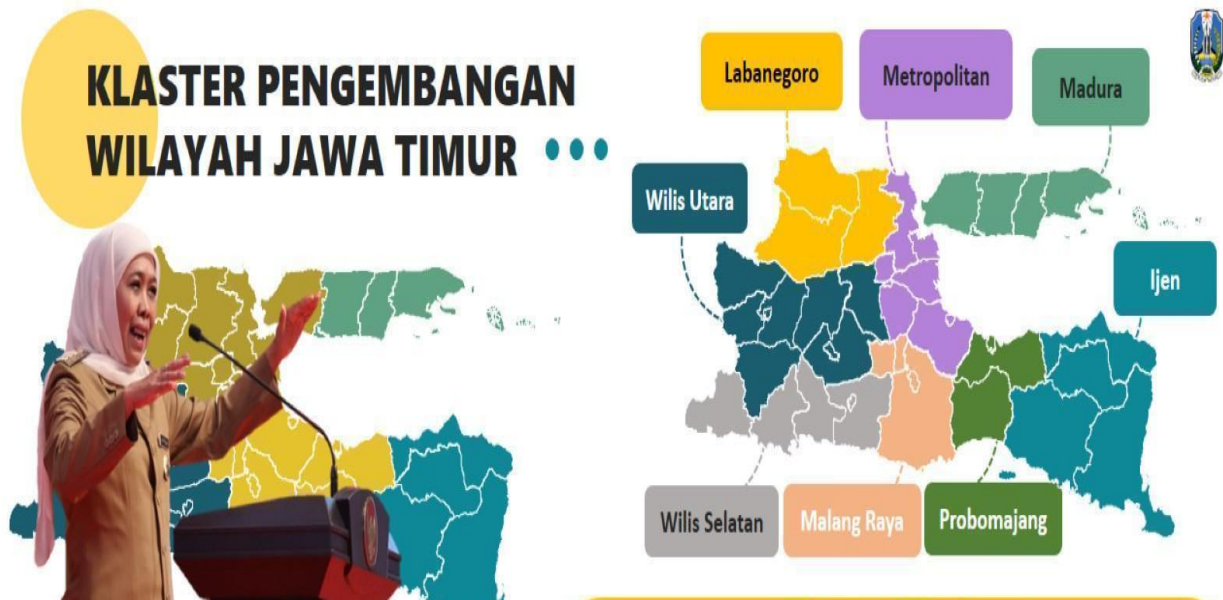 KLASTER PENGEMBANGAN
WILAYAH JAWA TIMUR
Labanegoro
Metropolitan
Madura
Wilis Utara
Ijen
Wilis Selatan
Malang Raya
Probomajang